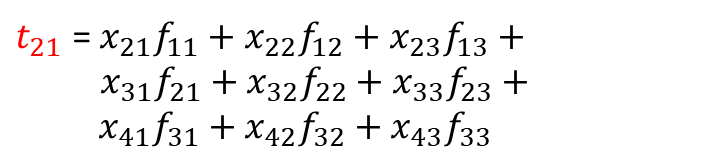 t₂₁ = x₂₁f₁₁ + x₂₂f₁₂ + x₂₃f₁₃ +
x₃₁f₂₁ + x₃₂f₂₂ + x₃₃f₂₃ +
x₄₁f₃₁ + x₄₂f₃₂ + x₄₃f₃₃